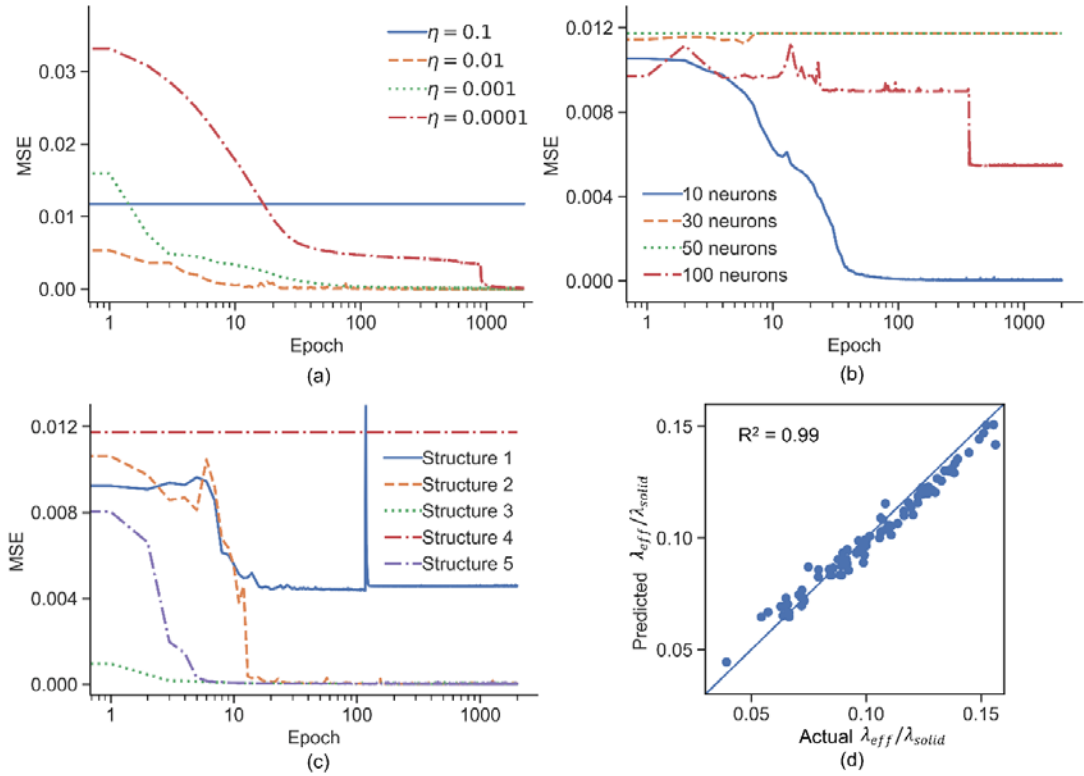 MSE
0.03
0.02
0.01
0.00
1
10
100
1000
Epoch
η = 0.1
η = 0.01
η = 0.001
η = 0.0001
(a)
MSE
0.012
0.008
0.004
0.000
1
10
100
1000
Epoch
10 neurons
30 neurons
50 neurons
100 neurons
(b)
MSE
0.012
0.008
0.004
0.000
1
10
100
1000
Epoch
Structure 1
Structure 2
Structure 3
Structure 4
Structure 5
(c)
R² = 0.99
Predicted λeff/λsolid
0.15
0.10
0.05
0.05
0.10
0.15
Actual λeff/λsolid
(d)